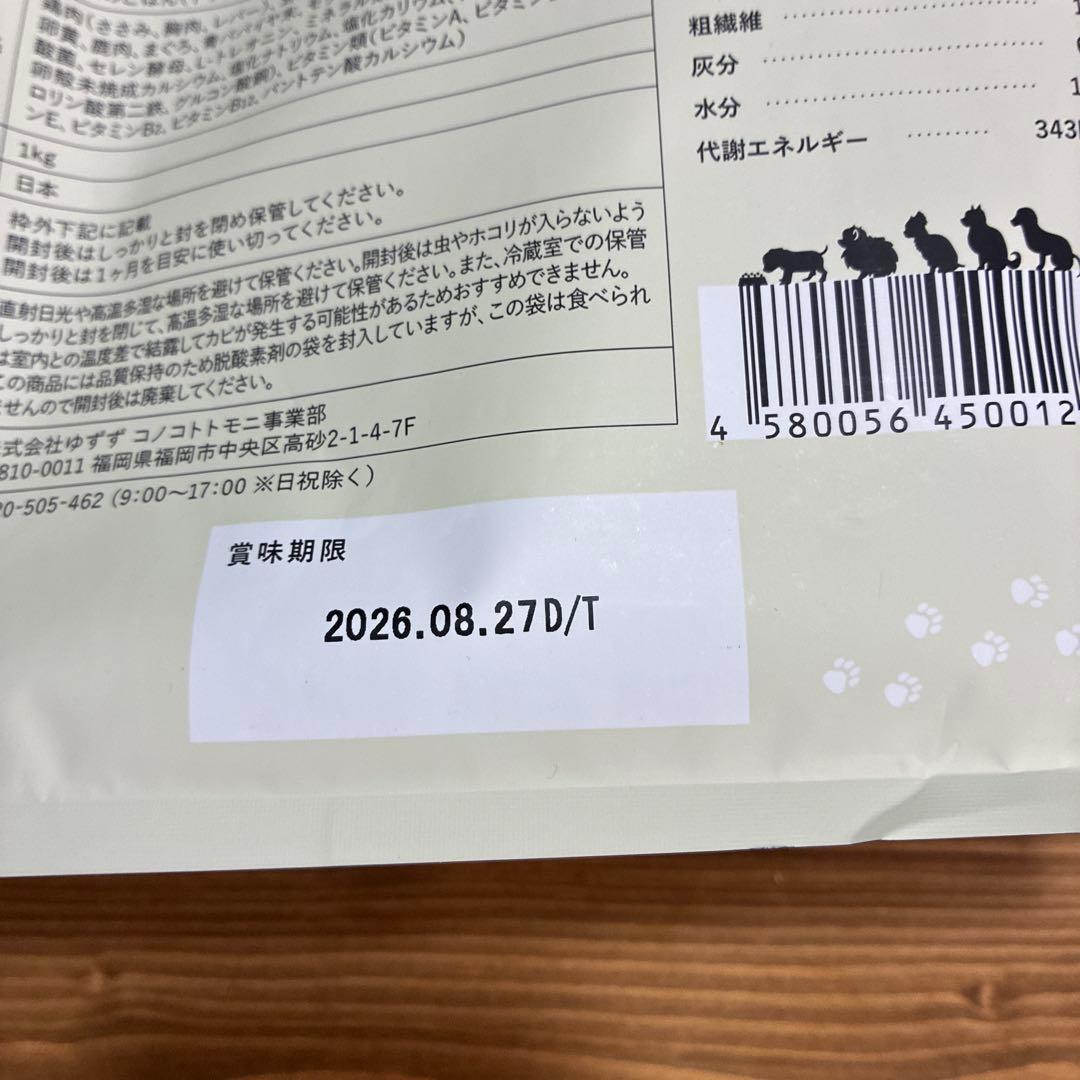 鶏肉(ささみ、胸肉、レバー)、
卵黄、鹿肉、まぐろ、青パパイヤ末、
酸菌、セレン酵母、L-トレオニン、ミネラル
卵殻未焼成カルシウム、塩化ナトリウム、塩化カリウム、
ロリン酸第二鉄、グルコン酸銅)、ビタミン類(ビタミンA、ビタミン
ンE、ビタミンB2、ビタミンB12、パントテン酸カルシウム)
1kg
日本
枠外下記に記載
開封後はしっかりと封を閉め保管してください。
開封後は1ヶ月を目安に使い切ってください。
直射日光や高温多湿な場所を避けて保管ください。開封後は虫やホコリが入らないよう
しっかりと封を閉じて、高温多湿な場所を避けて保管ください。また、冷蔵室での保管
は室内との温度差で結露してカビが発生する可能性があるためおすすめできません。
この商品には品質保持のため脱酸素剤の袋を封入していますが、この袋は食べられ
ませんので開封後は廃棄してください。
株式会社ゆずず コノコトトモニ事業部
810-0011 福岡県福岡市中央区高砂2-1-4-7F
20-505-462 (9:00〜17:00 ※日祝除く)
粗繊維
灰分
水分 1
代謝エネルギー 343
4 580056 450012
賞味期限
2026.08.27D/T